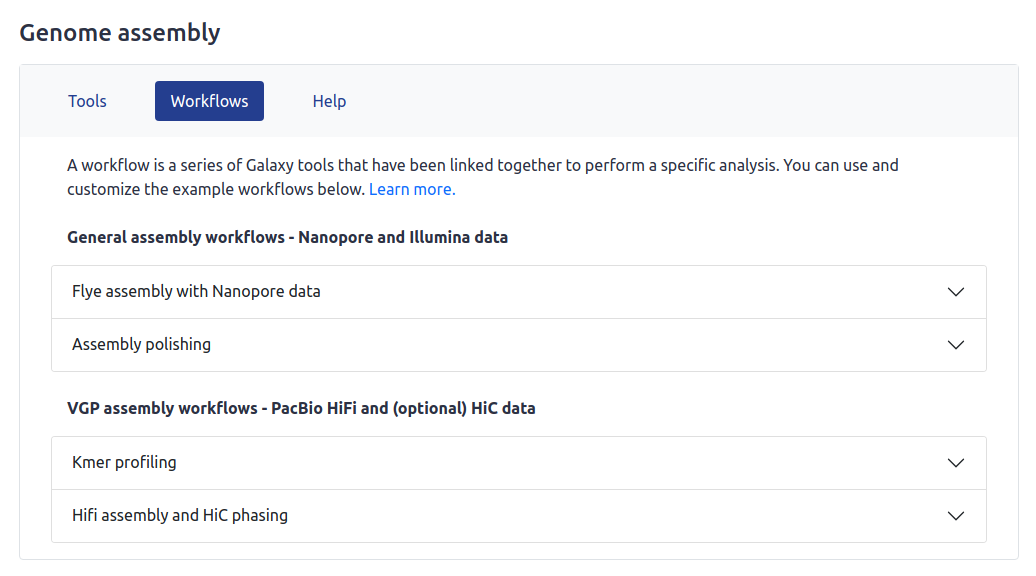 Genome assembly
Tools
Workflows
Help
A workflow is a series of Galaxy tools that have been linked together to perform a specific analysis. You can use and
customize the example workflows below. Learn more.
General assembly workflows - Nanopore and Illumina data
Flye assembly with Nanopore data
Assembly polishing
VGP assembly workflows - PacBio HiFi and (optional) HiC data
Kmer profiling
Hifi assembly and HiC phasing